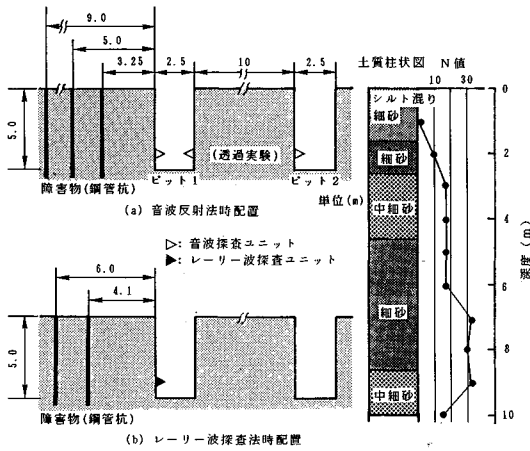 9.0
5.0
3.25
2.5
10
2.5
5.0
(透過実験)
障害物(鋼管杭)
ピット1
ピット2
単位(m)
(a) 音波反射法時配置
▷: 音波探査ユニット
▶: レーリー波探査ユニット
6.0
4.1
5.0
障害物(鋼管杭)
(b) レーリー波探査法時配置
土質柱状図 N値
10 30
シルト混り
細砂
細砂
中細砂
細砂
中細砂
0
2
4
6
8
10
深度(m)